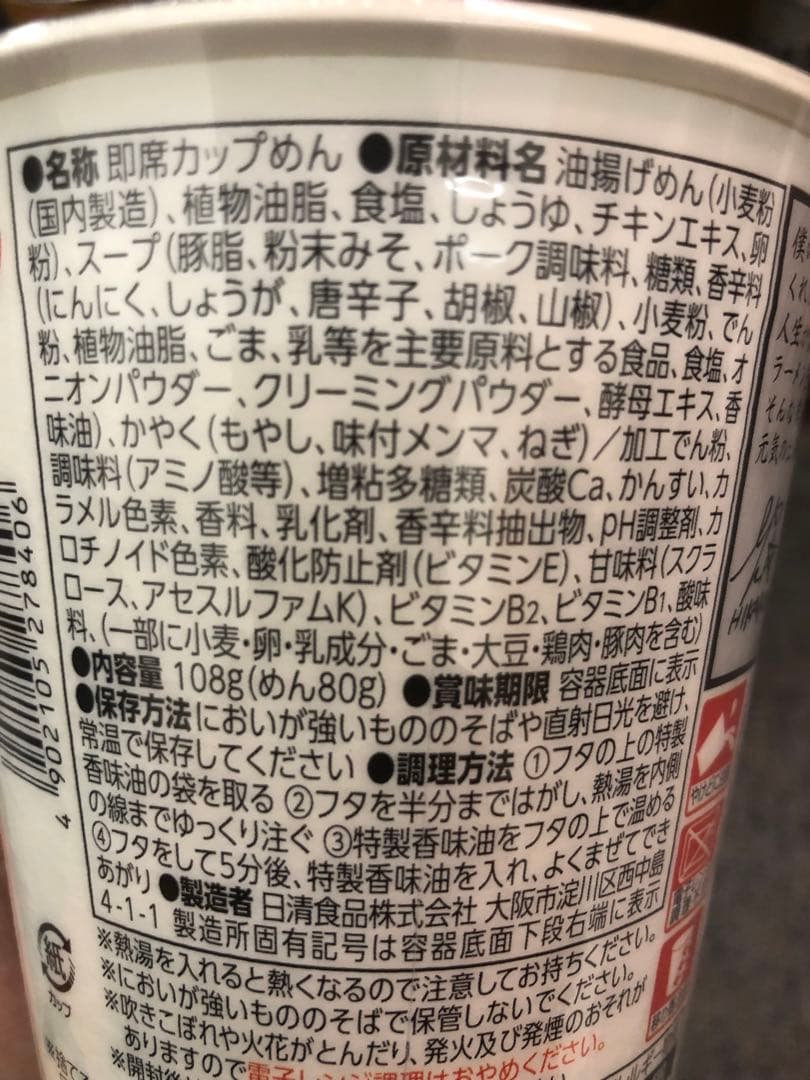 ●名称 即席カップめん ●原材料名 油揚げめん(小麦粉
(国内製造)、植物油脂、食塩、しょうゆ、チキンエキス、卵
粉)、スープ(豚脂、粉末みそ、ポーク調味料、糖類、香辛料
(にんにく、しょうが、唐辛子、胡椒、山椒)、小麦粉、でん
粉、植物油脂、ごま、乳等を主要原料とする食品、食塩、オ
ニオンパウダー、クリーミングパウダー、酵母エキス、香
味油)、かやく(もやし、味付メンマ、ねぎ)/加工でん粉、
調味料(アミノ酸等)、増粘多糖類、炭酸Ca、かんすい、カ
ラメル色素、香料、乳化剤、香辛料抽出物、pH調整剤、カ
ロチノイド色素、酸化防止剤(ビタミンE)、甘味料(スクラ
ロース、アセスルファムK)、ビタミンB2、ビタミンB1、酸味
料、(一部に小麦・卵・乳成分・ごま・大豆・鶏肉・豚肉を含む)
●内容量 108g(めん80g) ●賞味期限 容器底面に表示
●保存方法 においが強いもののそばや直射日光を避け、
常温で保存してください ●調理方法 ①フタの上の特製
香味油の袋を取る ②フタを半分まではがし、熱湯を内側
の線までゆっくり注ぐ ③特製香味油をフタの上で温める
④フタをして5分後、特製香味油を入れ、よくまぜてでき
あがり ●製造者 日清食品株式会社 大阪市淀川区西中島
4-1-1 製造所固有記号は容器底面下段右端に表示
※熱湯を入れると熱くなるので注意してお持ちください。
※においが強いもののそばで保管しないでください。
※吹きこぼれや火花がとんだり、発火及び発煙のおそれが
ありますので電子レンジ調理はおやめください。
4 902105 278406
紙
カップ
人生
ラーメ
そんな
元気の